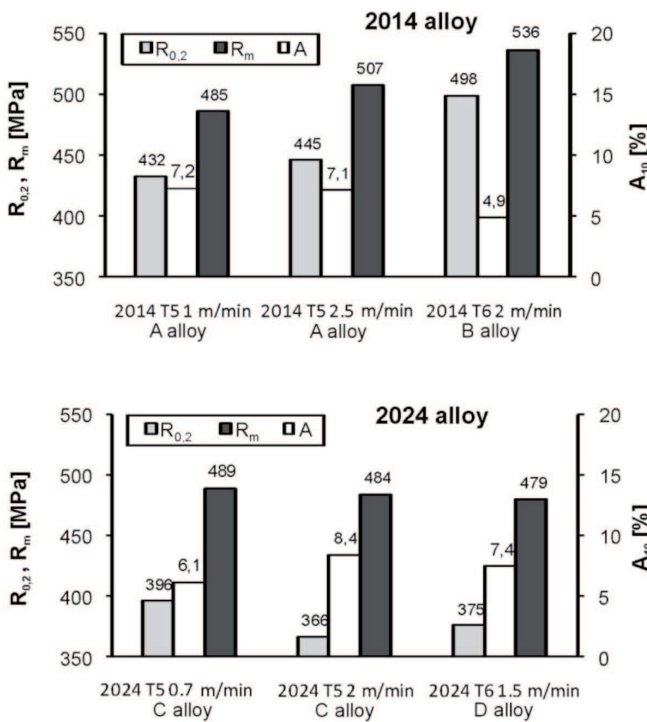 2014 alloy
R0,2 Rm A
R0,2, Rm [MPa]
550
500
450
400
350
432
7,2
485
445
7,1
507
498
4,9
536
20
15
10
5
0
A10 [%]
2014 T5 1 m/min
A alloy
2014 T5 2.5 m/min
A alloy
2014 T6 2 m/min
B alloy
2024 alloy
R0,2 Rm A
R0,2, Rm [MPa]
550
500
450
400
350
396
6,1
489
366
8,4
484
375
7,4
479
20
15
10
5
0
A10 [%]
2024 T5 0.7 m/min
C alloy
2024 T5 2 m/min
C alloy
2024 T6 1.5 m/min
D alloy